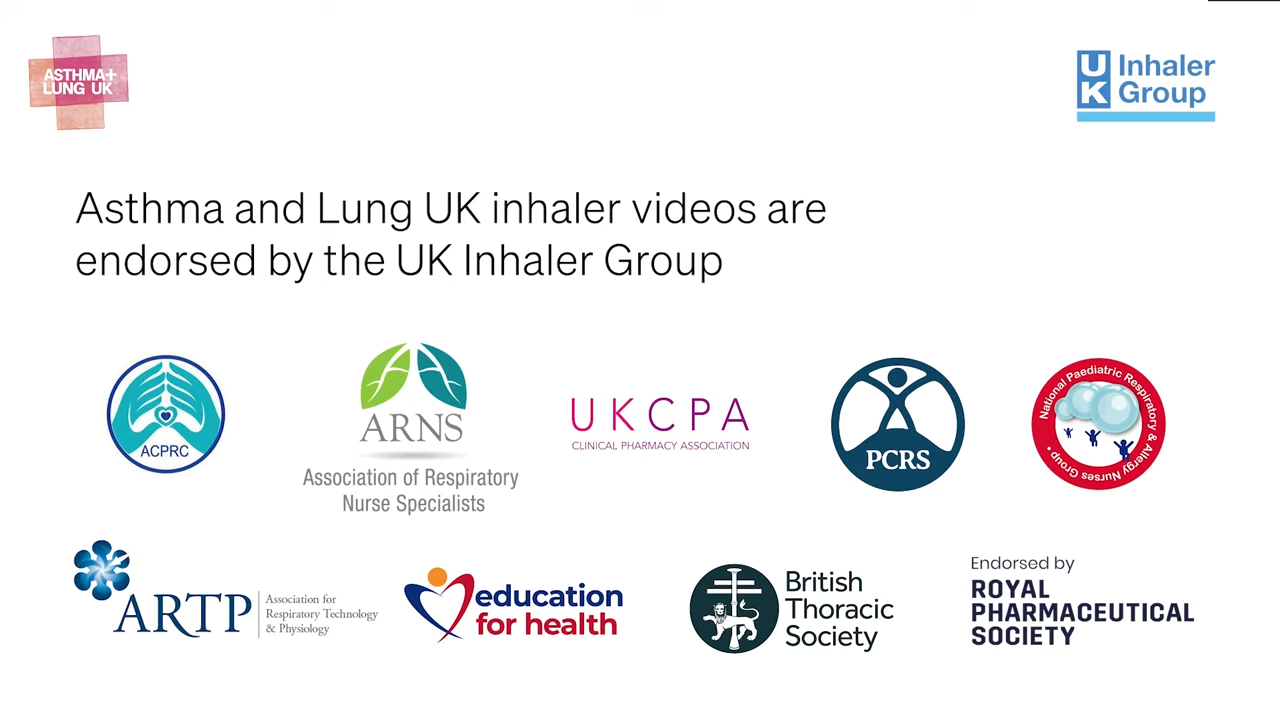 ASTHMA+
LUNG UK
UK Inhaler
Group
Asthma and Lung UK inhaler videos are
endorsed by the UK Inhaler Group
ACPRC
ARNS
Association of Respiratory
Nurse Specialists
UKCPA
CLINICAL PHARMACY ASSOCIATION
PCRS
National Paediatric Respiratory & Allergy Nurses Group •
ARTP
Association for
Respiratory Technology
& Physiology
education
for health
British
Thoracic
Society
Endorsed by
ROYAL
PHARMACEUTICAL
SOCIETY